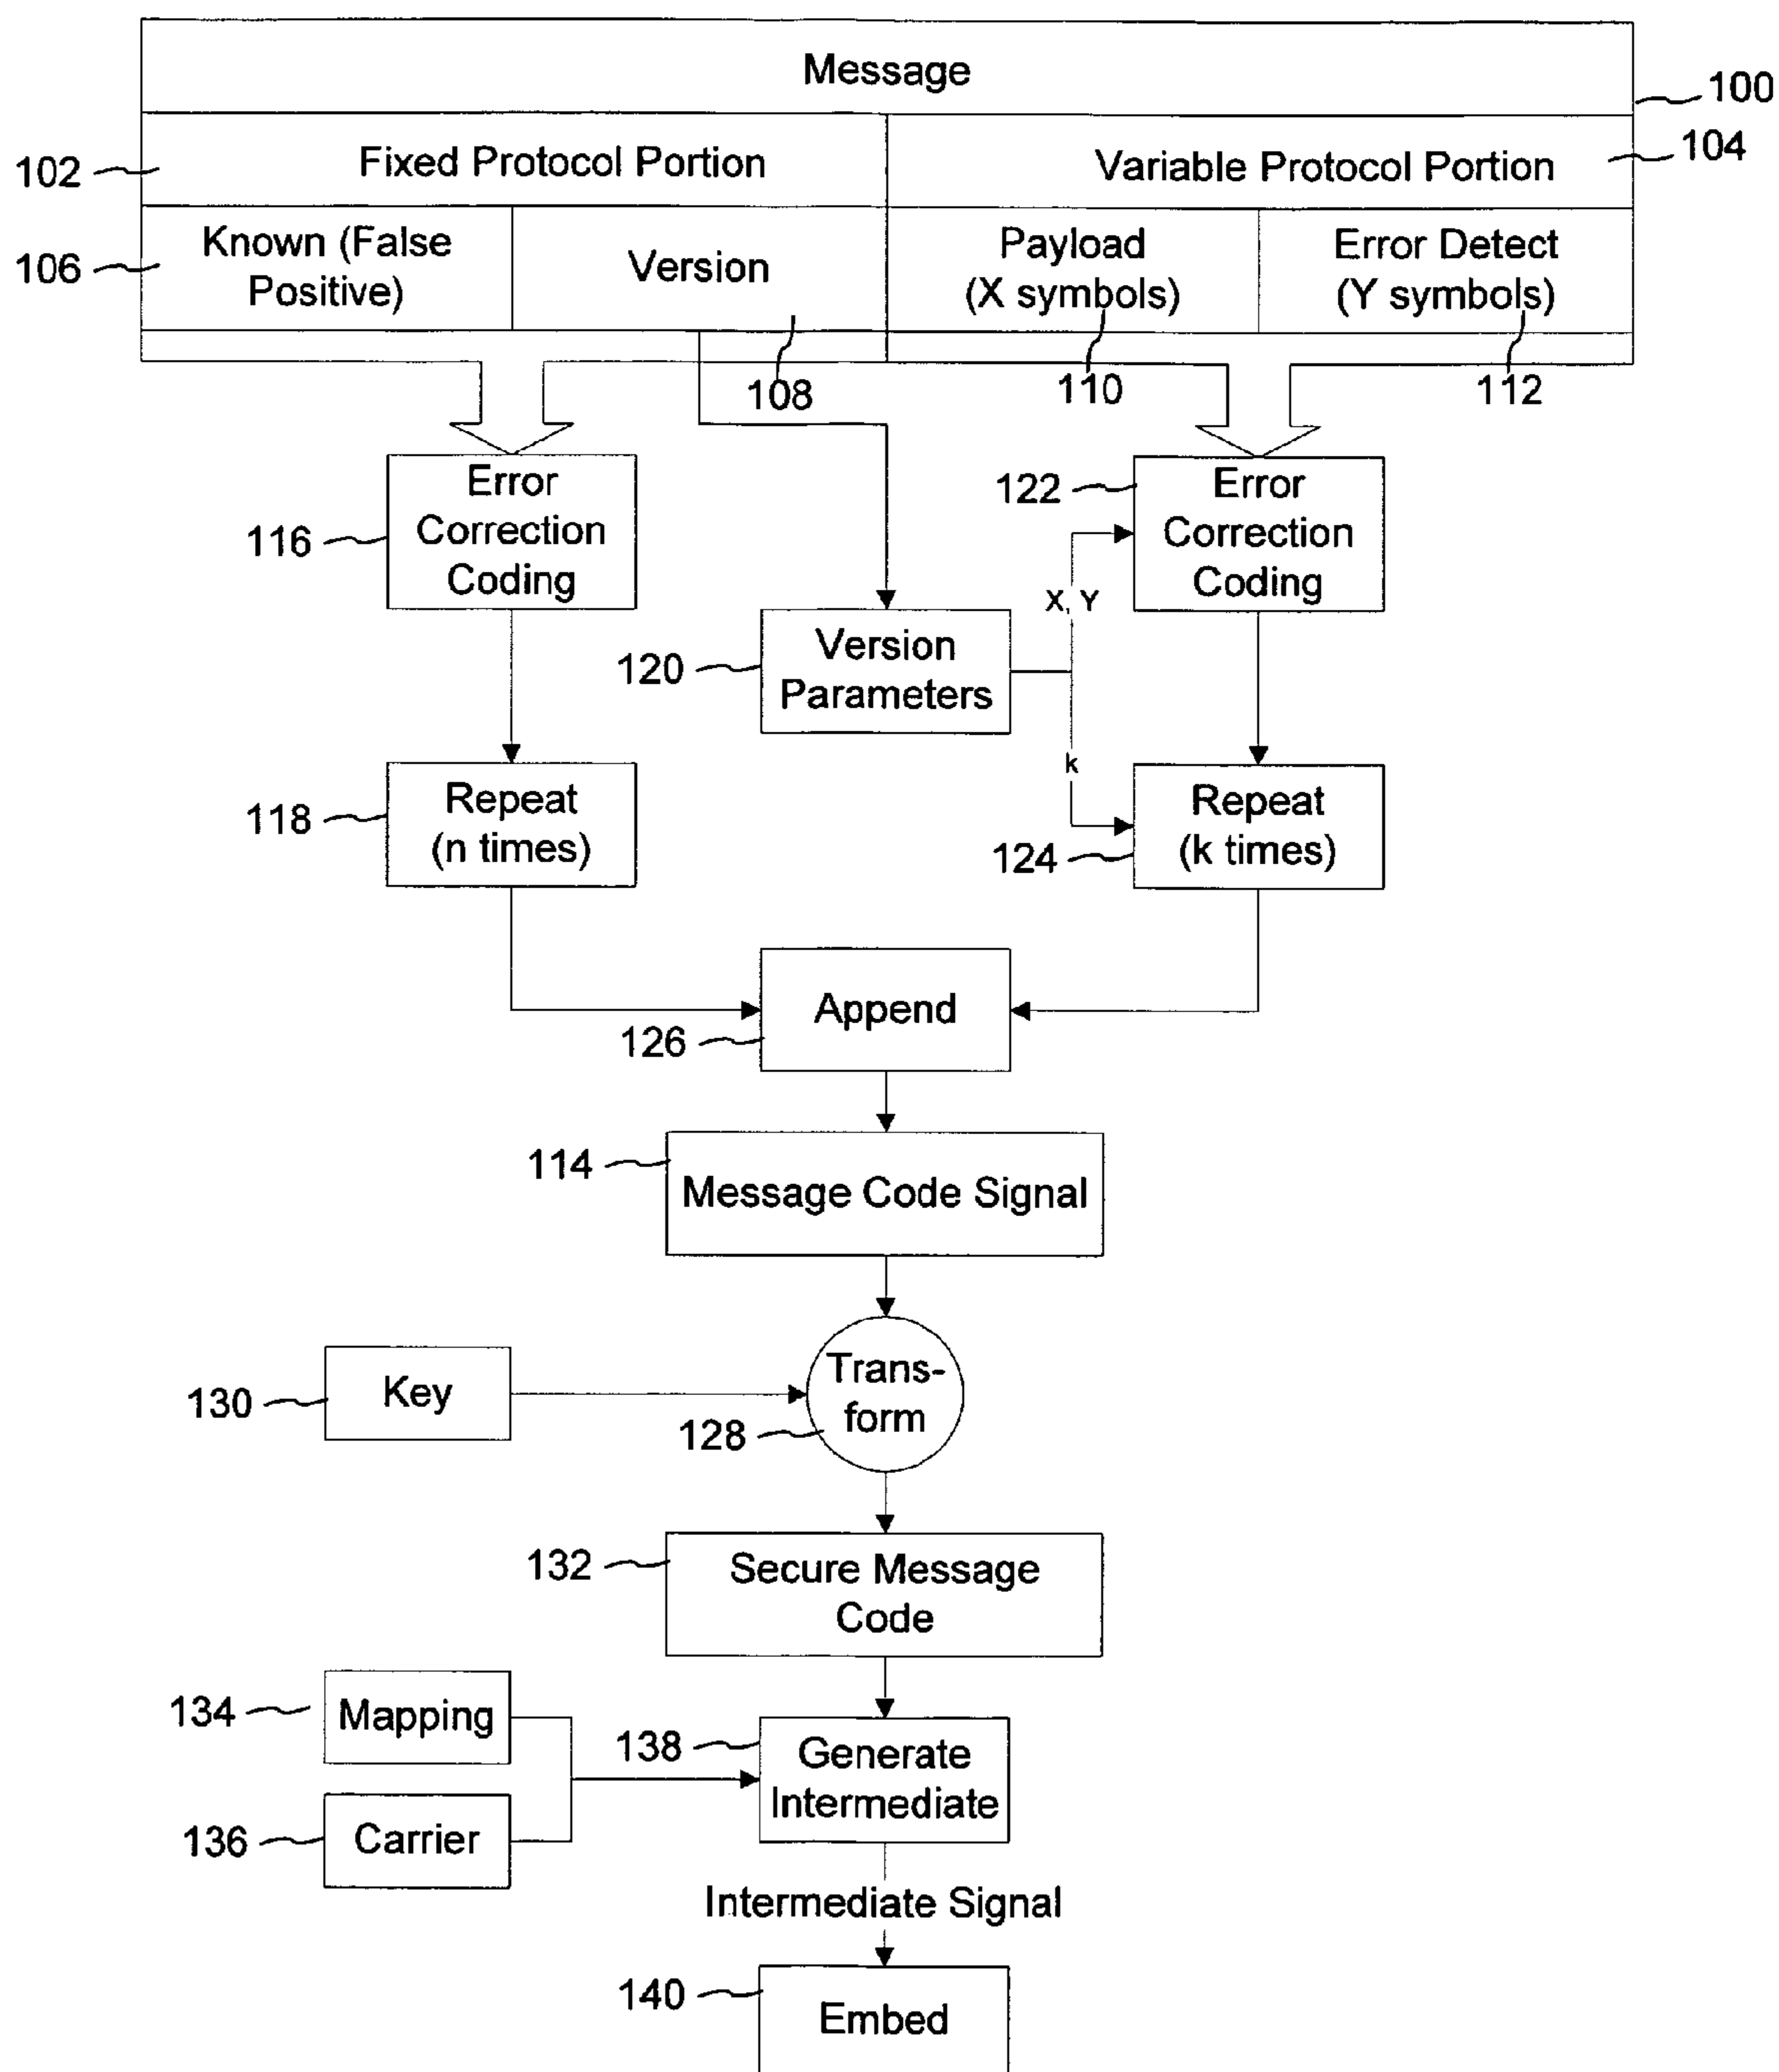 Message
100
102
Fixed Protocol Portion
Variable Protocol Portion
104
106
Known (False
Positive)
Version
Payload
(X symbols)
Error Detect
(Y symbols)
108
110
112
116
Error
Correction
Coding
122
Error
Correction
Coding
X, Y
120
Version
Parameters
k
118
Repeat
(n times)
124
Repeat
(k times)
Append
126
114
Message Code Signal
130
Key
Trans-
form
128
132
Secure Message
Code
134
Mapping
138
Generate
Intermediate
136
Carrier
Intermediate Signal
140
Embed